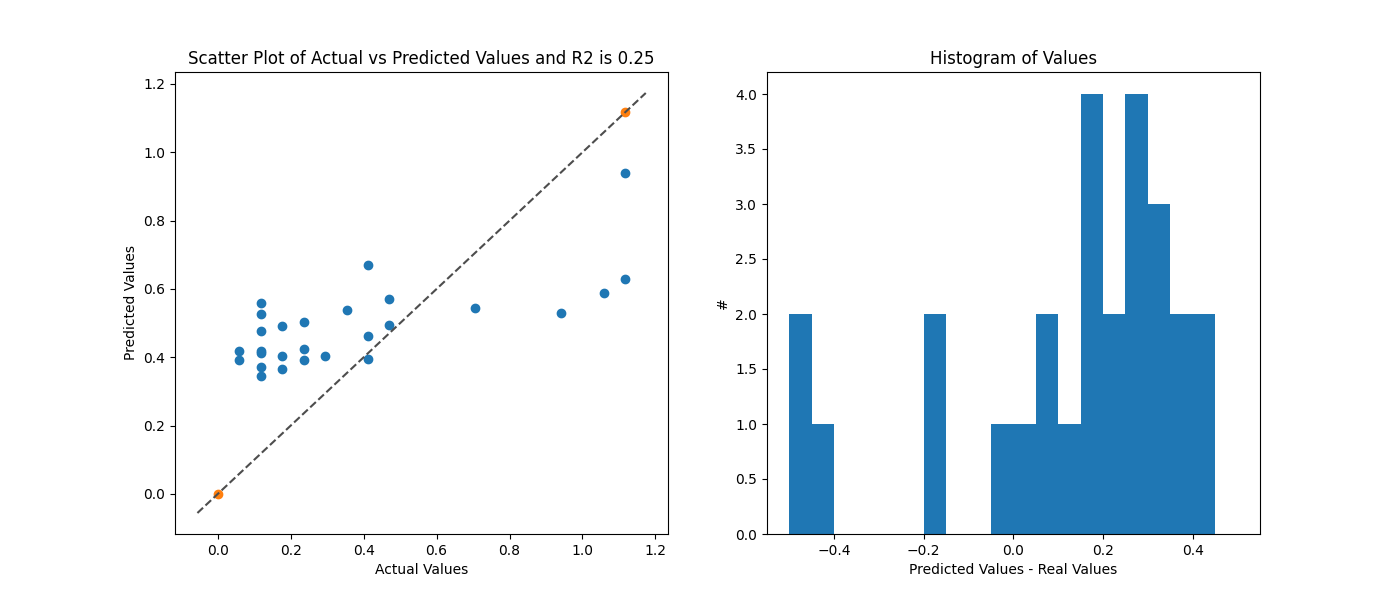 Scatter Plot of Actual vs Predicted Values and R2 is 0.25
1.2
1.0
0.8
0.6
0.4
0.2
0.0
Predicted Values
0.0 0.2 0.4 0.6 0.8 1.0 1.2
Actual Values
Histogram of Values
4.0
3.5
3.0
2.5
2.0
1.5
1.0
0.5
0.0
#
−0.4 −0.2 0.0 0.2 0.4
Predicted Values - Real Values